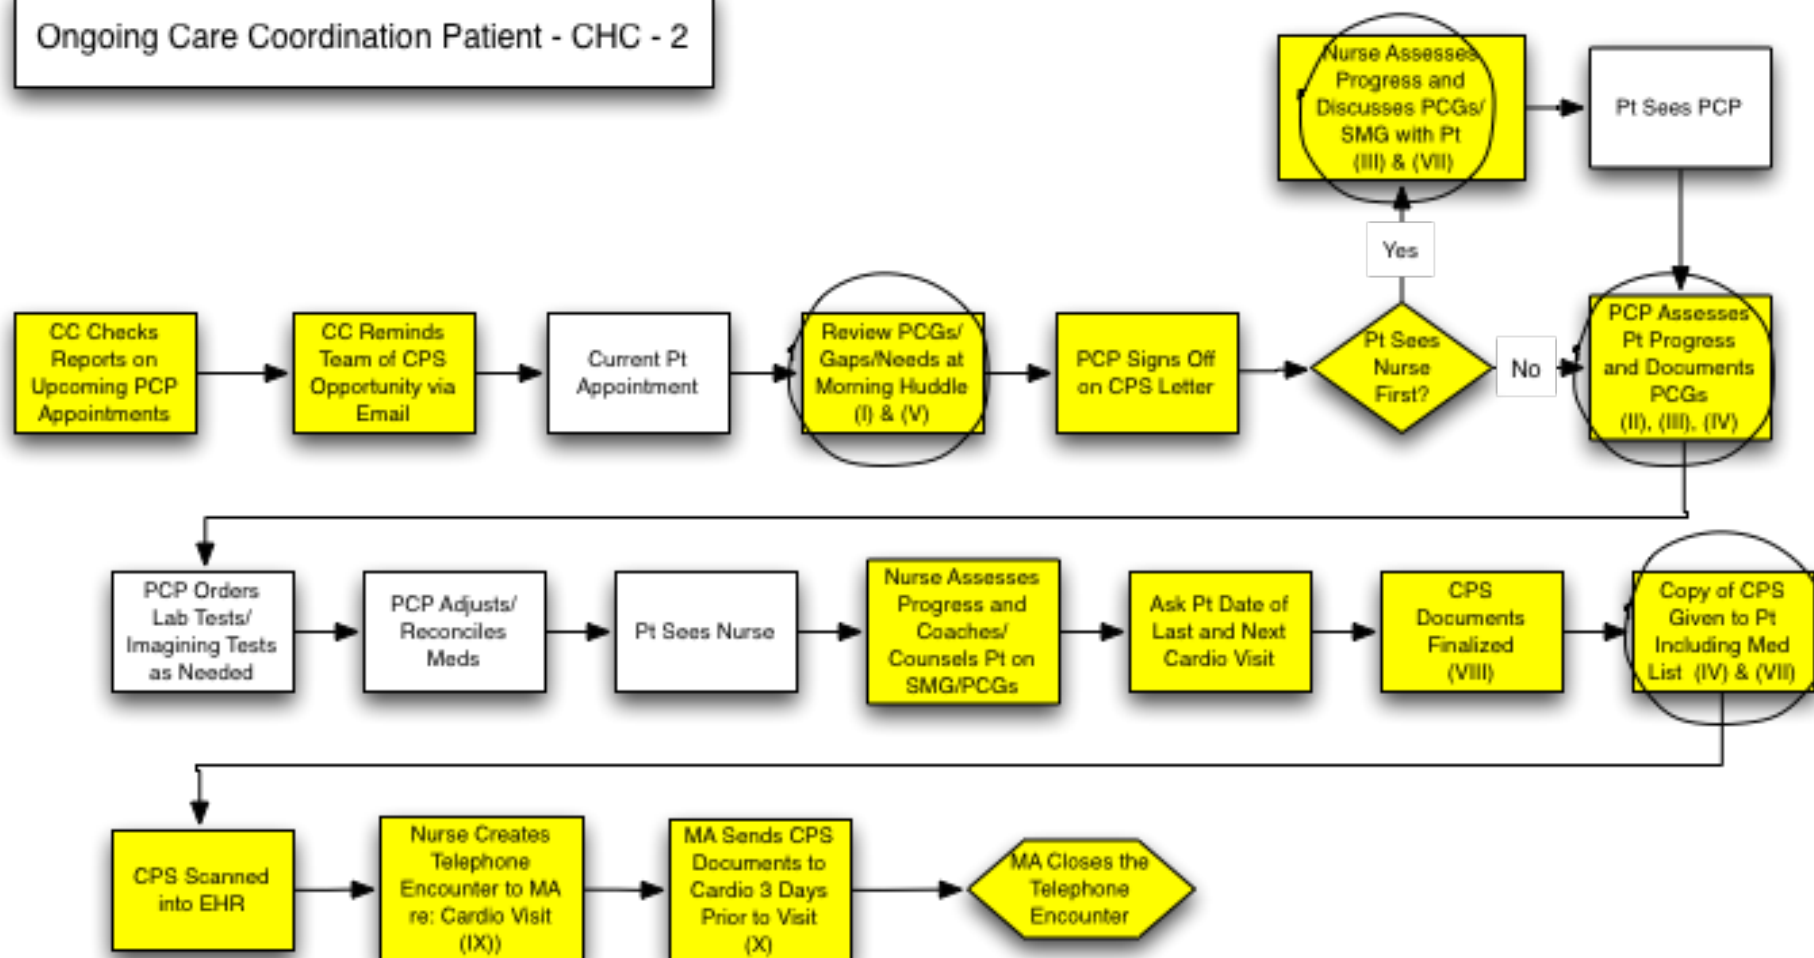 Ongoing Care Coordination Patient - CHC - 2
Nurse Assesses
Progress and
Discusses PCGs/
SMG with Pt
(III) & (VII)
Pt Sees PCP
Yes
CC Checks
Reports on
Upcoming PCP
Appointments
CC Reminds
Team of CPS
Opportunity via
Email
Current Pt
Appointment
Review PCGs/
Gaps/Needs at
Morning Huddle
(I) & (V)
PCP Signs Off
on CPS Letter
Pt Sees
Nurse
First?
No
PCP Assesses
Pt Progress
and Documents
PCGs
(II), (III), (IV)
PCP Orders
Lab Tests/
Imagining Tests
as Needed
PCP Adjusts/
Reconciles
Meds
Pt Sees Nurse
Nurse Assesses
Progress and
Coaches/
Counsels Pt on
SMG/PCGs
Ask Pt Date of
Last and Next
Cardio Visit
CPS
Documents
Finalized
(VIII)
Copy of CPS
Given to Pt
Including Med
List (IV) & (VII)
CPS Scanned
into EHR
Nurse Creates
Telephone
Encounter to MA
re: Cardio Visit
(IX))
MA Sends CPS
Documents to
Cardio 3 Days
Prior to Visit
(X)
MA Closes the
Telephone
Encounter